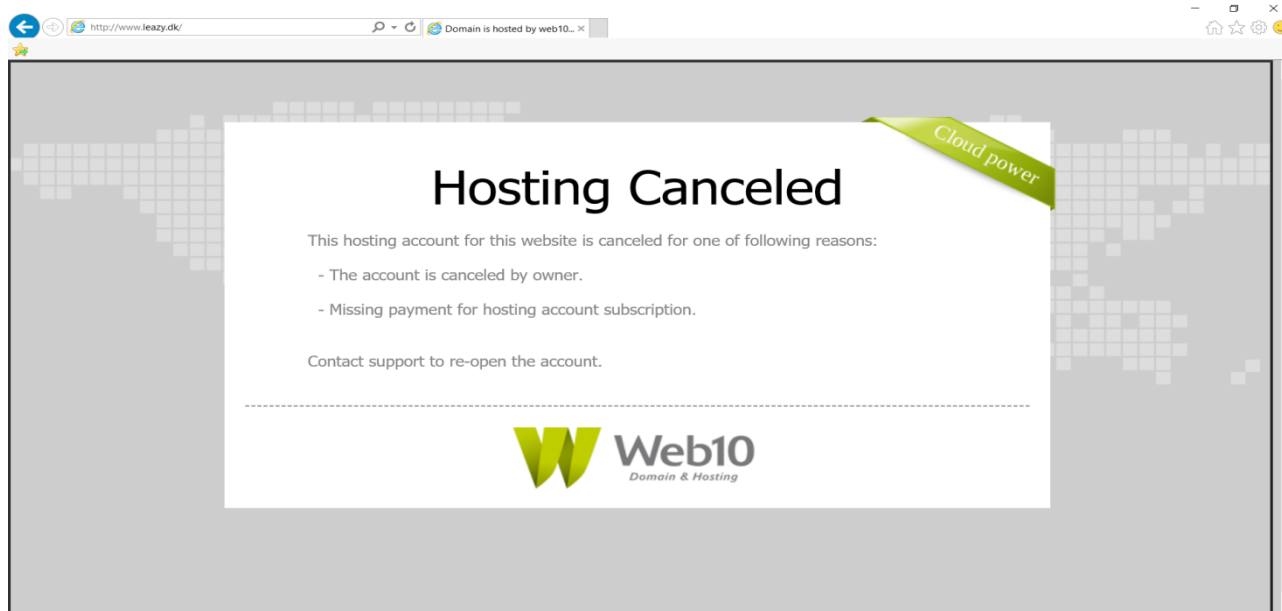 http://www.leazy.dk/
Domain is hosted by web10...
Cloud power
Hosting Canceled
This hosting account for this website is canceled for one of following reasons:
- The account is canceled by owner.
- Missing payment for hosting account subscription.
Contact support to re-open the account.
Web10
Domain & Hosting